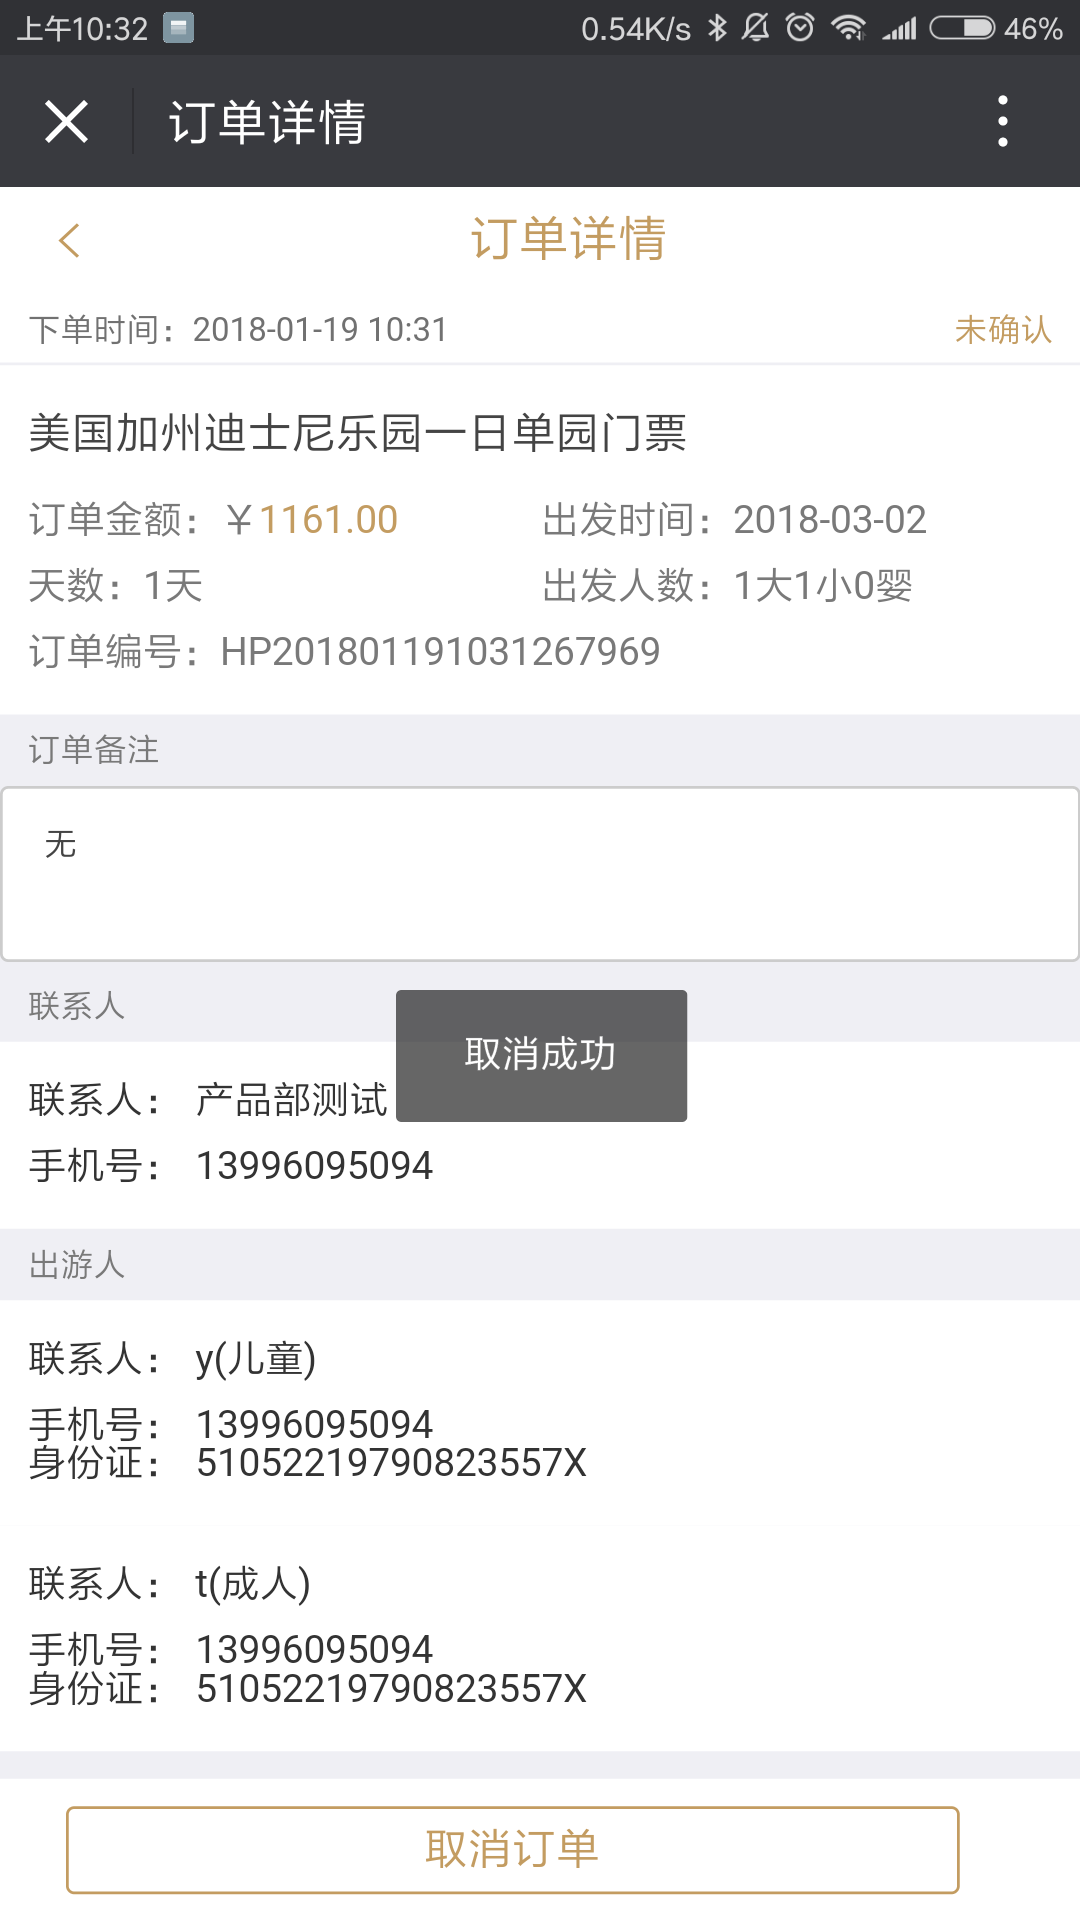 上午10:32 0.54K/s 46%
订单详情
订单详情
下单时间：2018-01-19 10:31 未确认
美国加州迪士尼乐园一日单园门票
订单金额：￥1161.00 出发时间：2018-03-02
天数：1天 出发人数：1大1小0婴
订单编号：HP201801191031267969
订单备注
无
联系人
取消成功
联系人： 产品部测试
手机号： 13996095094
出游人
联系人： y(儿童)
手机号： 13996095094
身份证： 51052219790823557X
联系人： t(成人)
手机号： 13996095094
身份证： 51052219790823557X
取消订单